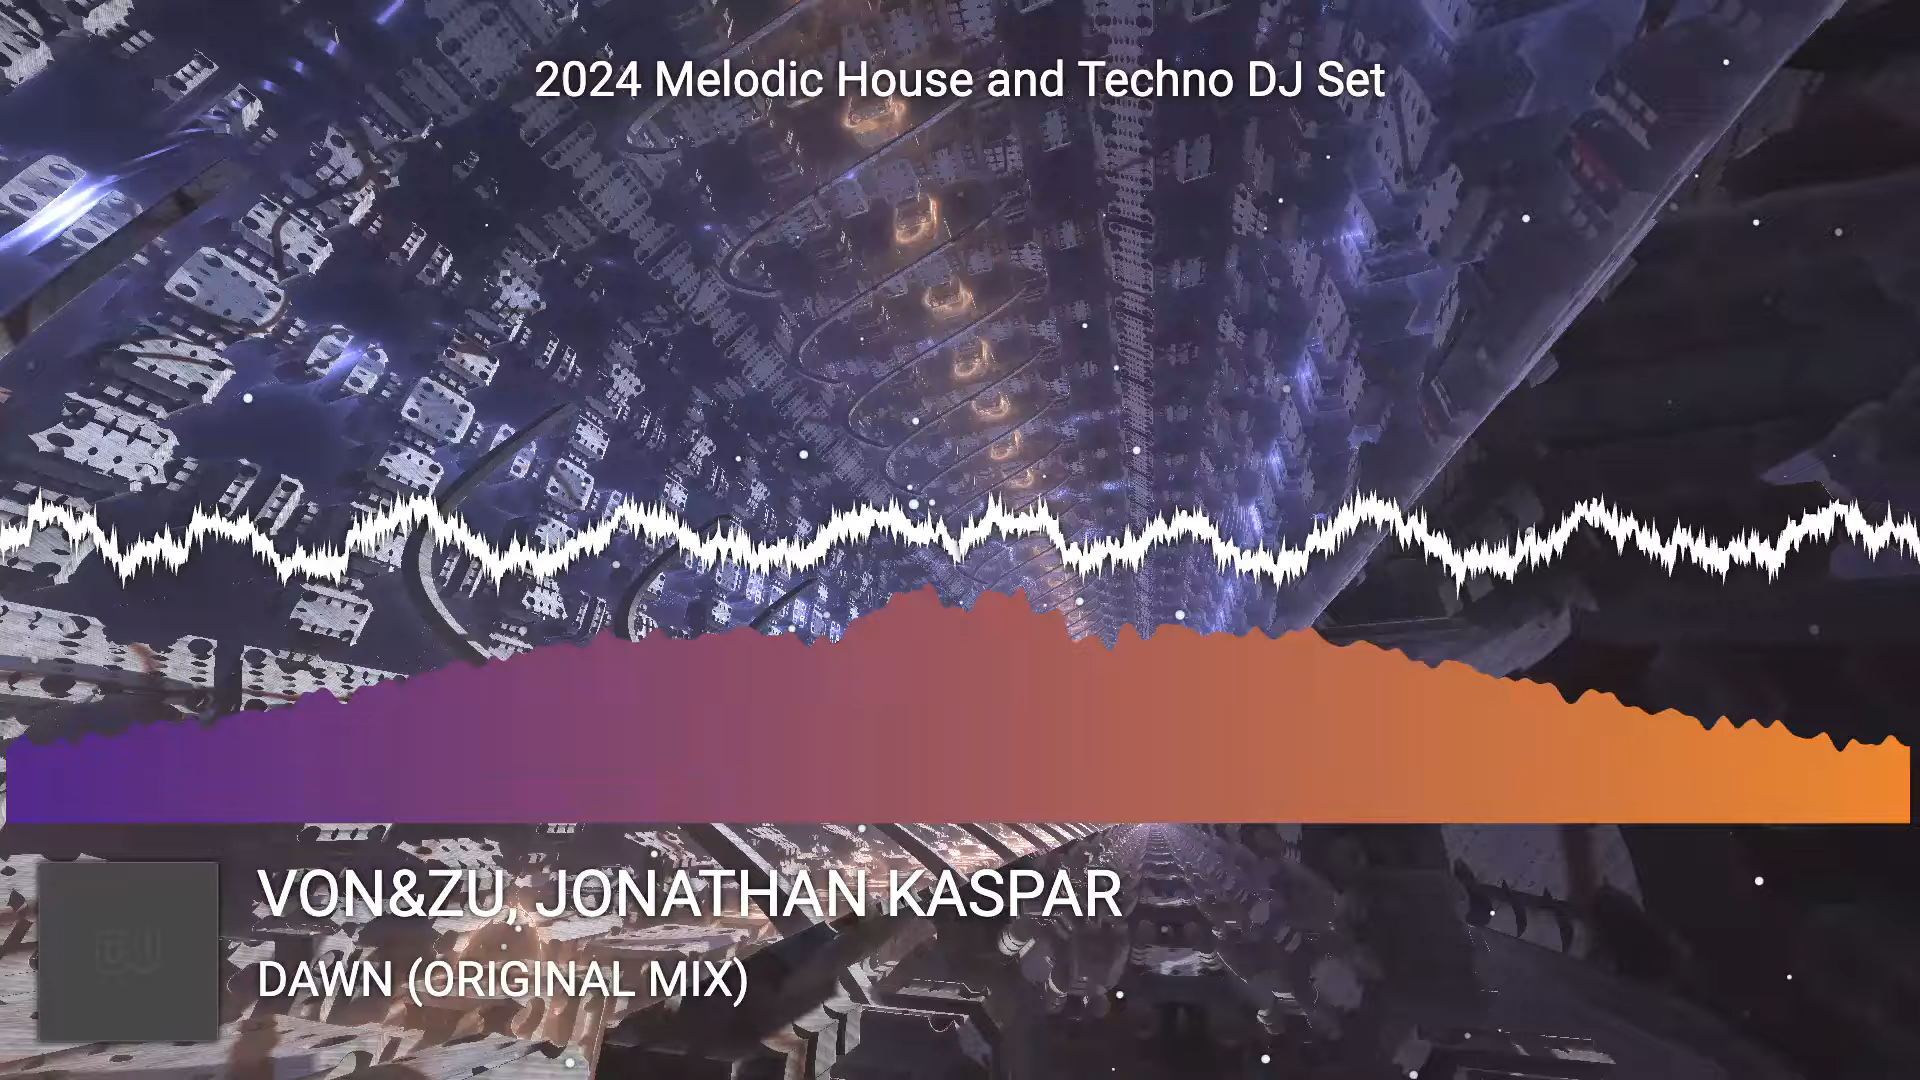 2024 Melodic House and Techno DJ Set
VON&ZU, JONATHAN KASPAR
DAWN (ORIGINAL MIX)